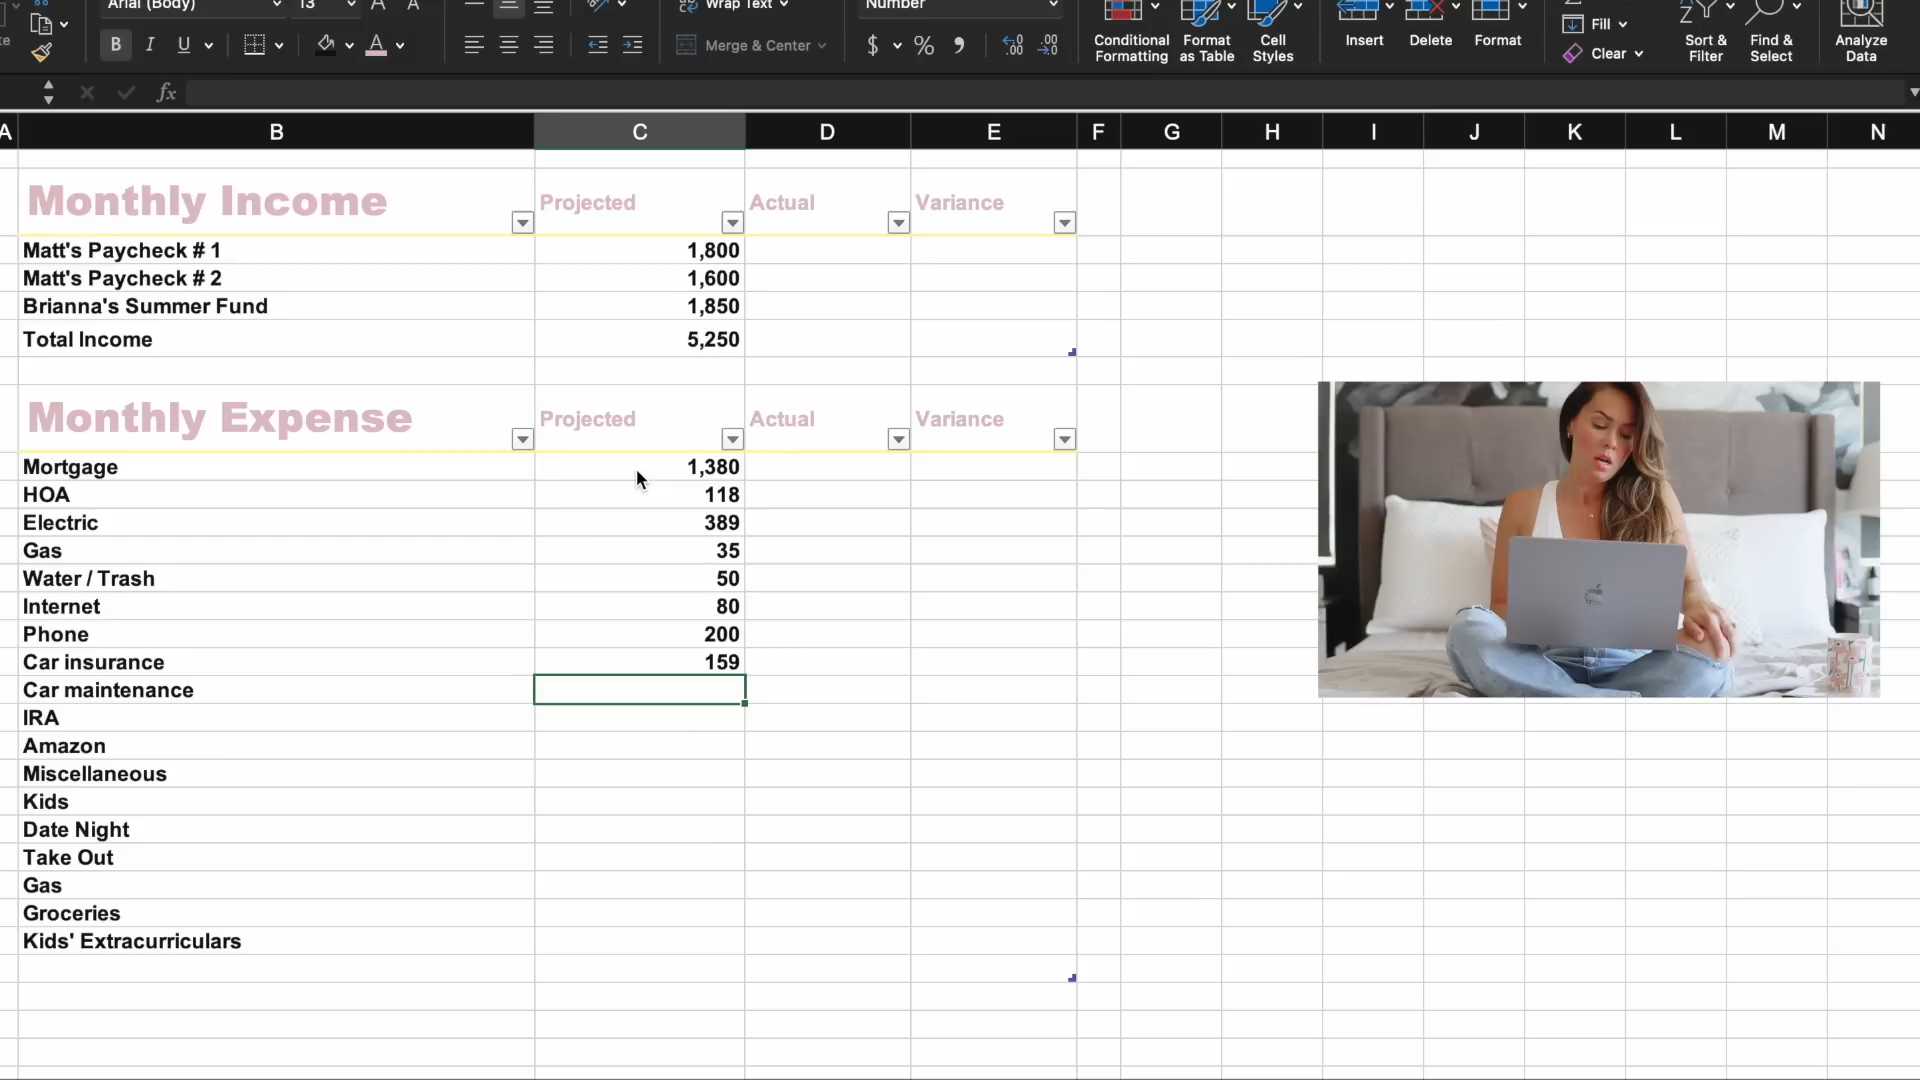 Arial (Body) 13 A A Wrap Text Number
B I U Merge & Center $ % 9 .00 .00 Conditional Formatting Format as Table Cell Styles Insert Delete Format Fill Clear Sort & Filter Find & Select Analyze Data
fx
A B C D E F G H I J K L M N
Monthly Income Projected Actual Variance
Matt's Paycheck # 1 1,800
Matt's Paycheck # 2 1,600
Brianna's Summer Fund 1,850
Total Income 5,250
Monthly Expense Projected Actual Variance
Mortgage 1,380
HOA 118
Electric 389
Gas 35
Water / Trash 50
Internet 80
Phone 200
Car insurance 159
Car maintenance
IRA
Amazon
Miscellaneous
Kids
Date Night
Take Out
Gas
Groceries
Kids' Extracurriculars